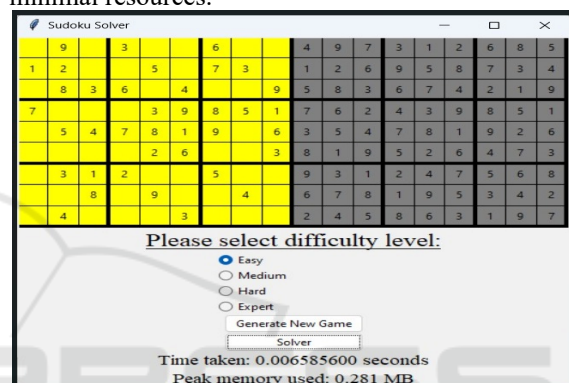 minimal resources.
Sudoku Solver
9 3 6 4 9 7 3 1 2 6 8 5
1 2 5 7 3 1 2 6 9 5 8 7 3 4
8 3 6 4 9 5 8 3 6 7 4 2 1 9
7 3 9 8 5 1 7 6 2 4 3 9 8 5 1
5 4 7 8 1 9 6 3 5 4 7 8 1 9 2 6
2 6 3 8 1 9 5 2 6 4 7 3
3 1 2 5 9 3 1 2 4 7 5 6 8
8 9 4 6 7 8 1 9 5 3 4 2
4 3 2 4 5 8 6 3 1 9 7
Please select difficulty level:
Easy
Medium
Hard
Expert
Generate New Game
Solver
Time taken: 0.006585600 seconds
Peak memory used: 0.281 MB